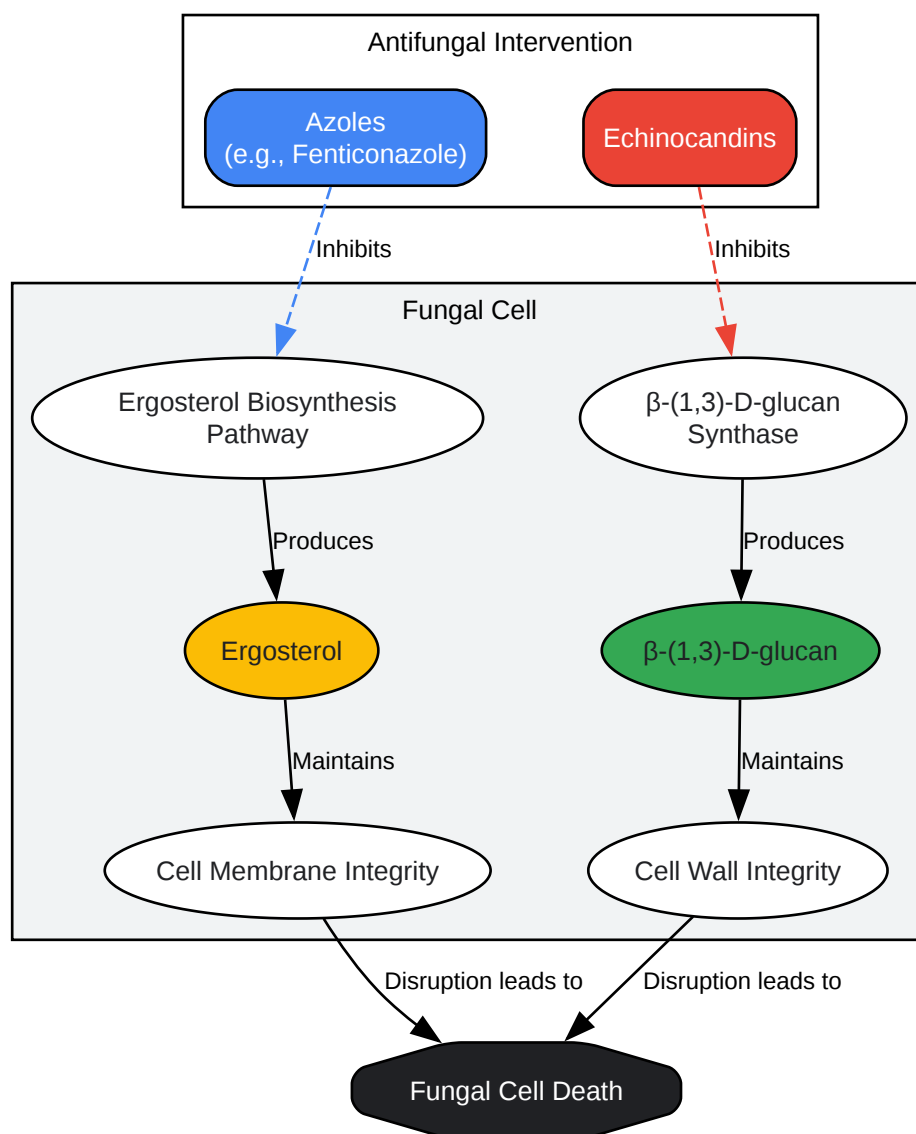 Antifungal Intervention
Azoles
(e.g., Fenticonazole)
Echinocandins
Inhibits
Inhibits
Fungal Cell
Ergosterol Biosynthesis
Pathway
β-(1,3)-D-glucan
Synthase
Produces
Produces
Ergosterol
β-(1,3)-D-glucan
Maintains
Maintains
Cell Membrane Integrity
Cell Wall Integrity
Disruption leads to
Disruption leads to
Fungal Cell Death